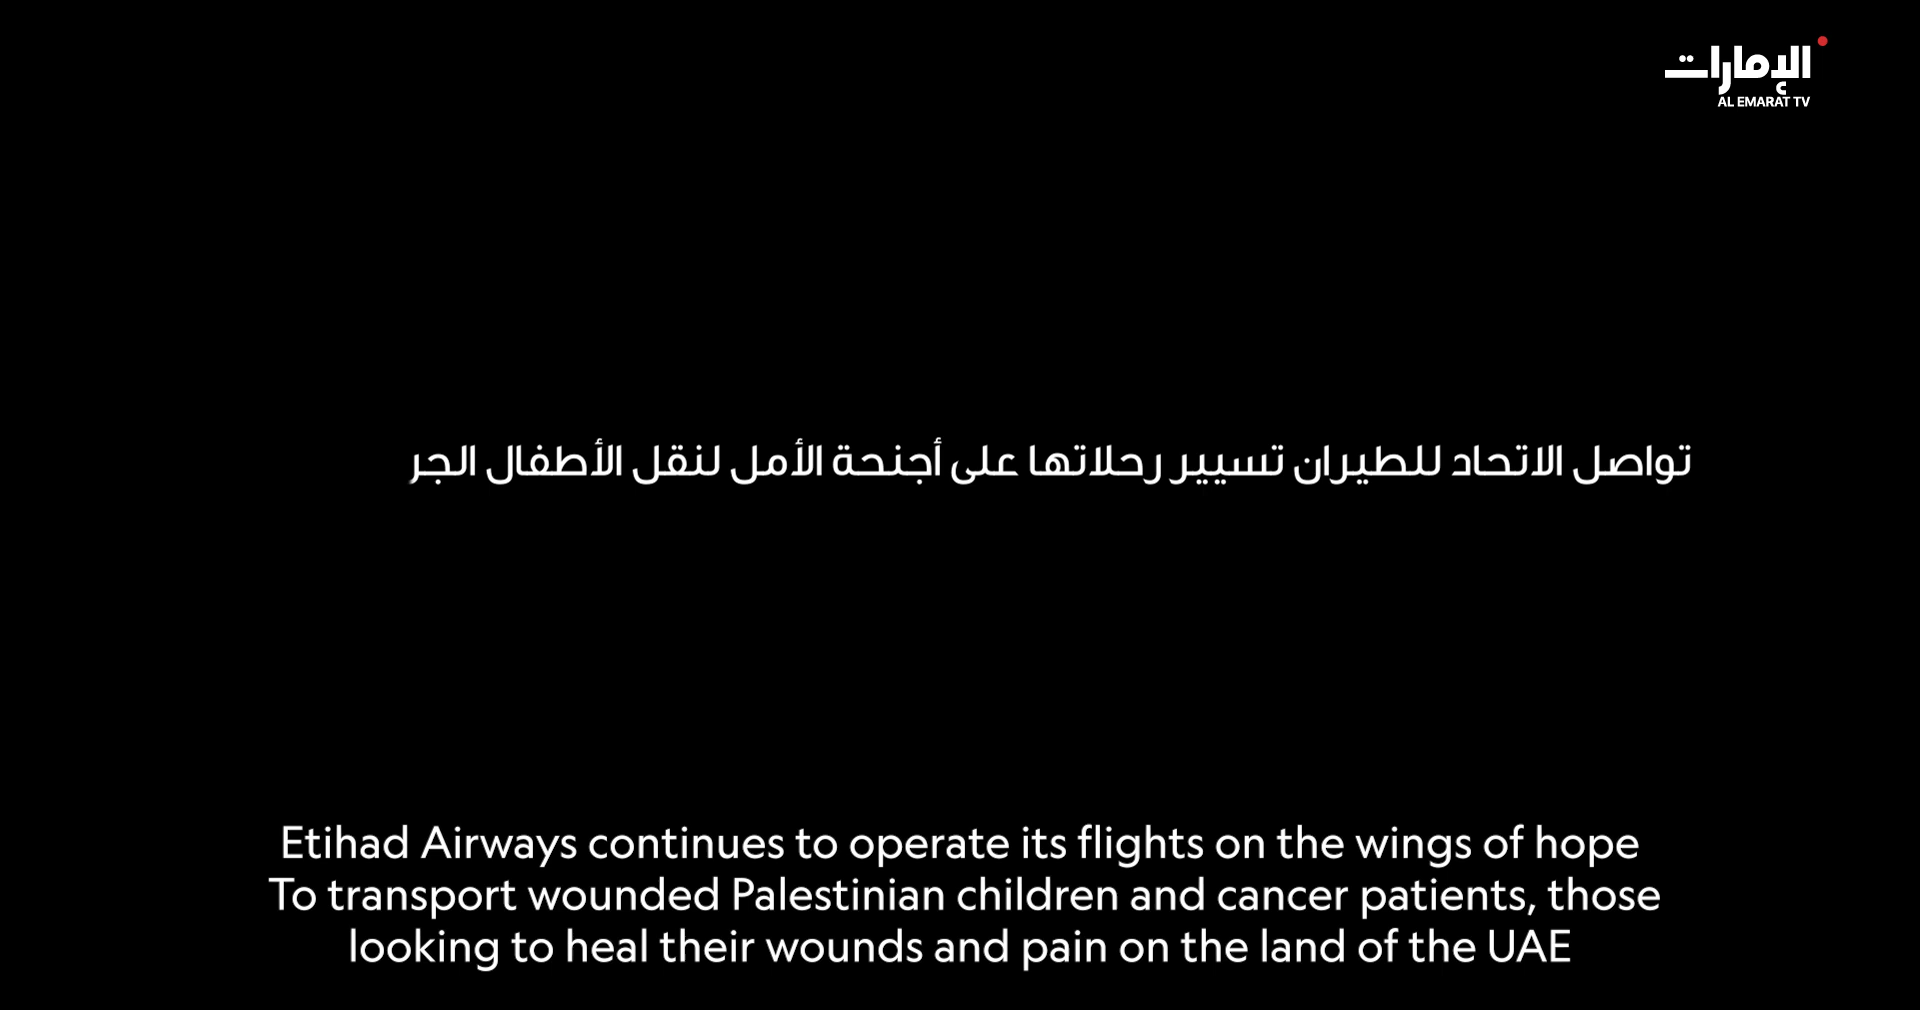 الإمارات
AL EMARAT TV
تواصل الاتحاد للطيران تسيير رحلاتها على أجنحة الأمل لنقل الأطفال الجر
Etihad Airways continues to operate its flights on the wings of hope
To transport wounded Palestinian children and cancer patients, those
looking to heal their wounds and pain on the land of the UAE